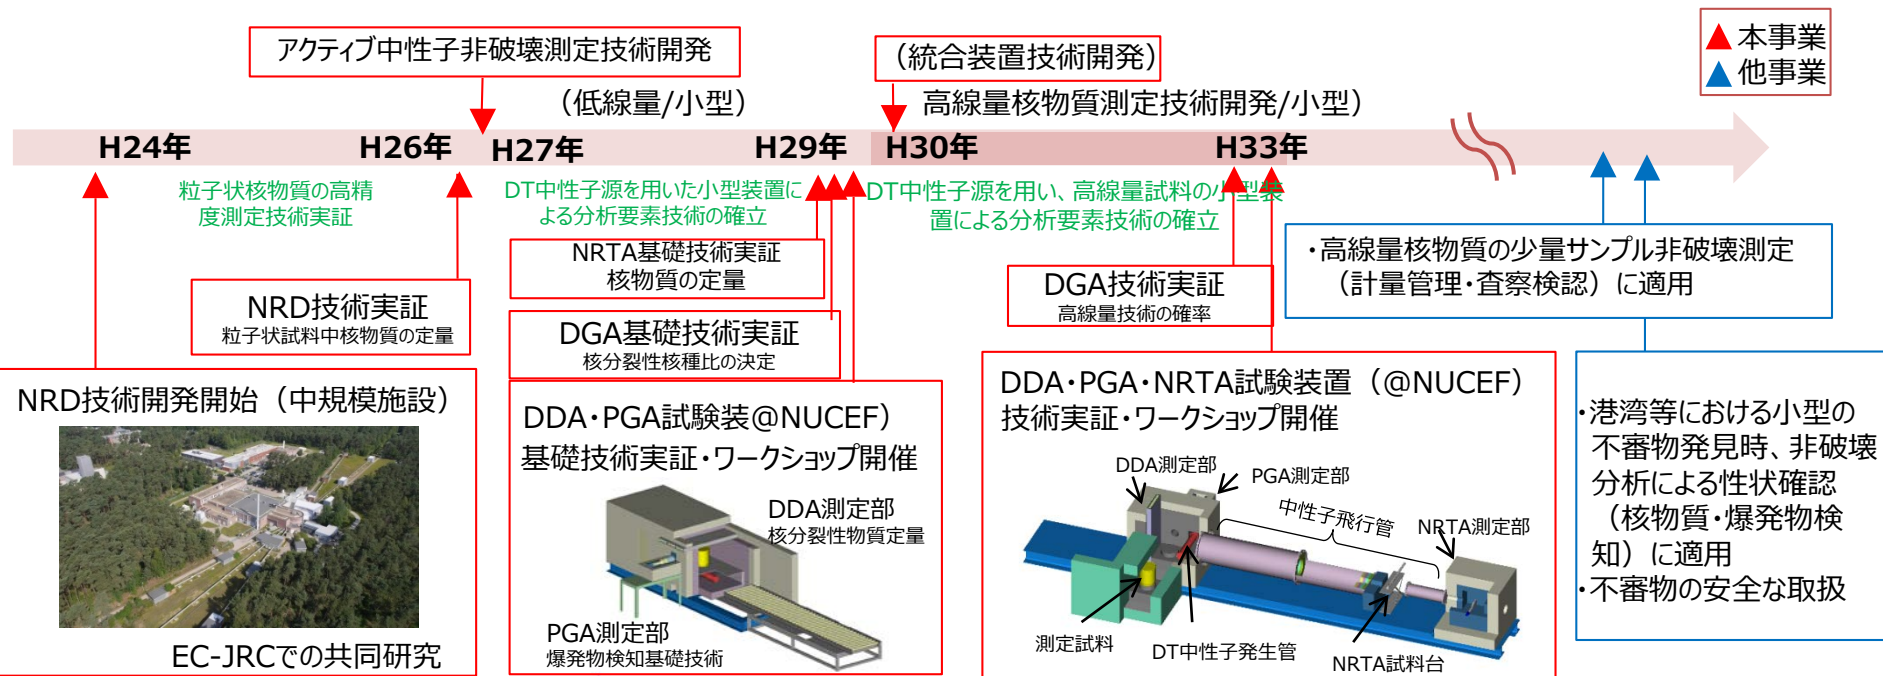 アクティブ中性子非破壊測定技術開発
（統合装置技術開発）
▲ 本事業
▲ 他事業
（低線量/小型）
高線量核物質測定技術開発/小型）
H24年
H26年
H27年
H29年
H30年
H33年
粒子状核物質の高精
度測定技術実証
DT中性子源を用いた小型装置に
よる分析要素技術の確立
DT中性子源を用い、高線量試料の小型装
置による分析要素技術の確立
NRD技術実証
粒子状試料中核物質の定量
NRTA基礎技術実証
核物質の定量
DGA基礎技術実証
核分裂性核種比の決定
DGA技術実証
高線量技術の確率
・高線量核物質の少量サンプル非破壊測定
（計量管理・査察検認）に適用
NRD技術開発開始（中規模施設）
EC-JRCでの共同研究
DDA・PGA試験装@NUCEF）
基礎技術実証・ワークショップ開催
DDA測定部
核分裂性物質定量
PGA測定部
爆発物検知基礎技術
DDA・PGA・NRTA試験装置（@NUCEF）
技術実証・ワークショップ開催
DDA測定部
PGA測定部
中性子飛行管
NRTA測定部
測定試料
DT中性子発生管
NRTA試料台
・港湾等における小型の
不審物発見時、非破壊
分析による性状確認
（核物質・爆発物検
知）に適用
・不審物の安全な取扱